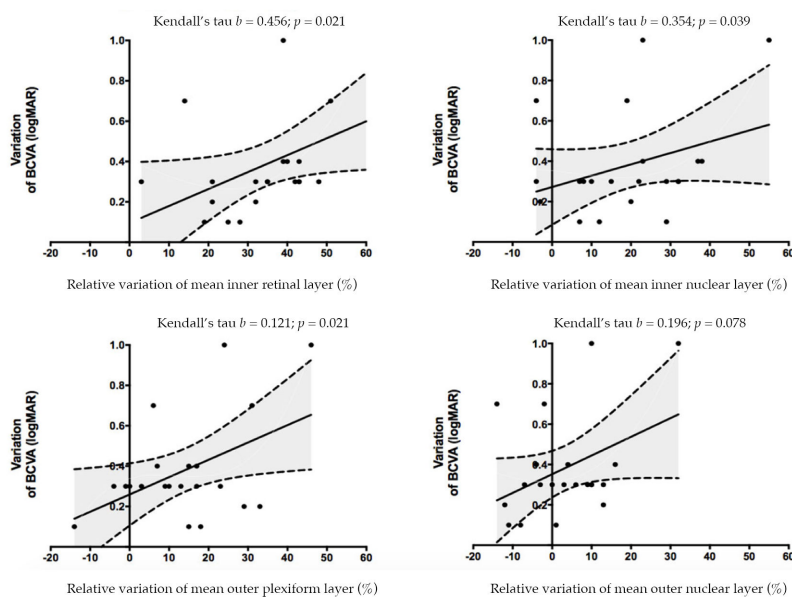 Kendall's tau b = 0.456; p = 0.021
1.0
0.8
0.6
0.4
0.2
Variation
of BCVA (logMAR)
-20 -10 0 10 20 30 40 50 60
Relative variation of mean inner retinal layer (%)
Kendall's tau b = 0.354; p = 0.039
1.0
0.8
0.6
0.4
0.2
Variation
of BCVA (logMAR)
-20 -10 0 10 20 30 40 50 60
Relative variation of mean inner nuclear layer (%)
Kendall's tau b = 0.121; p = 0.021
1.0
0.8
0.6
0.4
0.2
Variation
of BCVA (logMAR)
-20 -10 0 10 20 30 40 50 60
Relative variation of mean outer plexiform layer (%)
Kendall's tau b = 0.196; p = 0.078
1.0
0.8
0.6
0.4
0.2
Variation
of BCVA (logMAR)
-20 -10 0 10 20 30 40 50 60
Relative variation of mean outer nuclear layer (%)